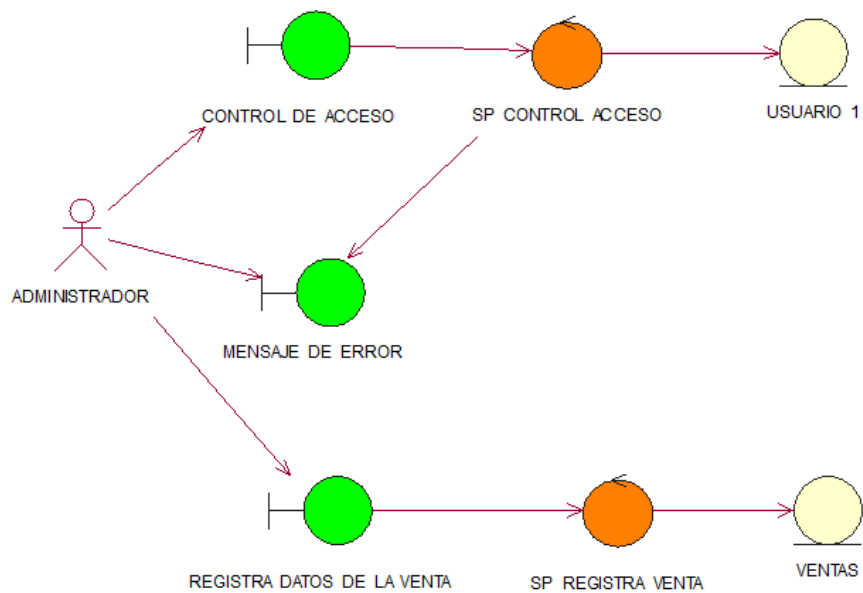 CONTROL DE ACCESO
SP CONTROL ACCESO
USUARIO 1
ADMINISTRADOR
MENSAJE DE ERROR
REGISTRA DATOS DE LA VENTA
SP REGISTRA VENTA
VENTAS